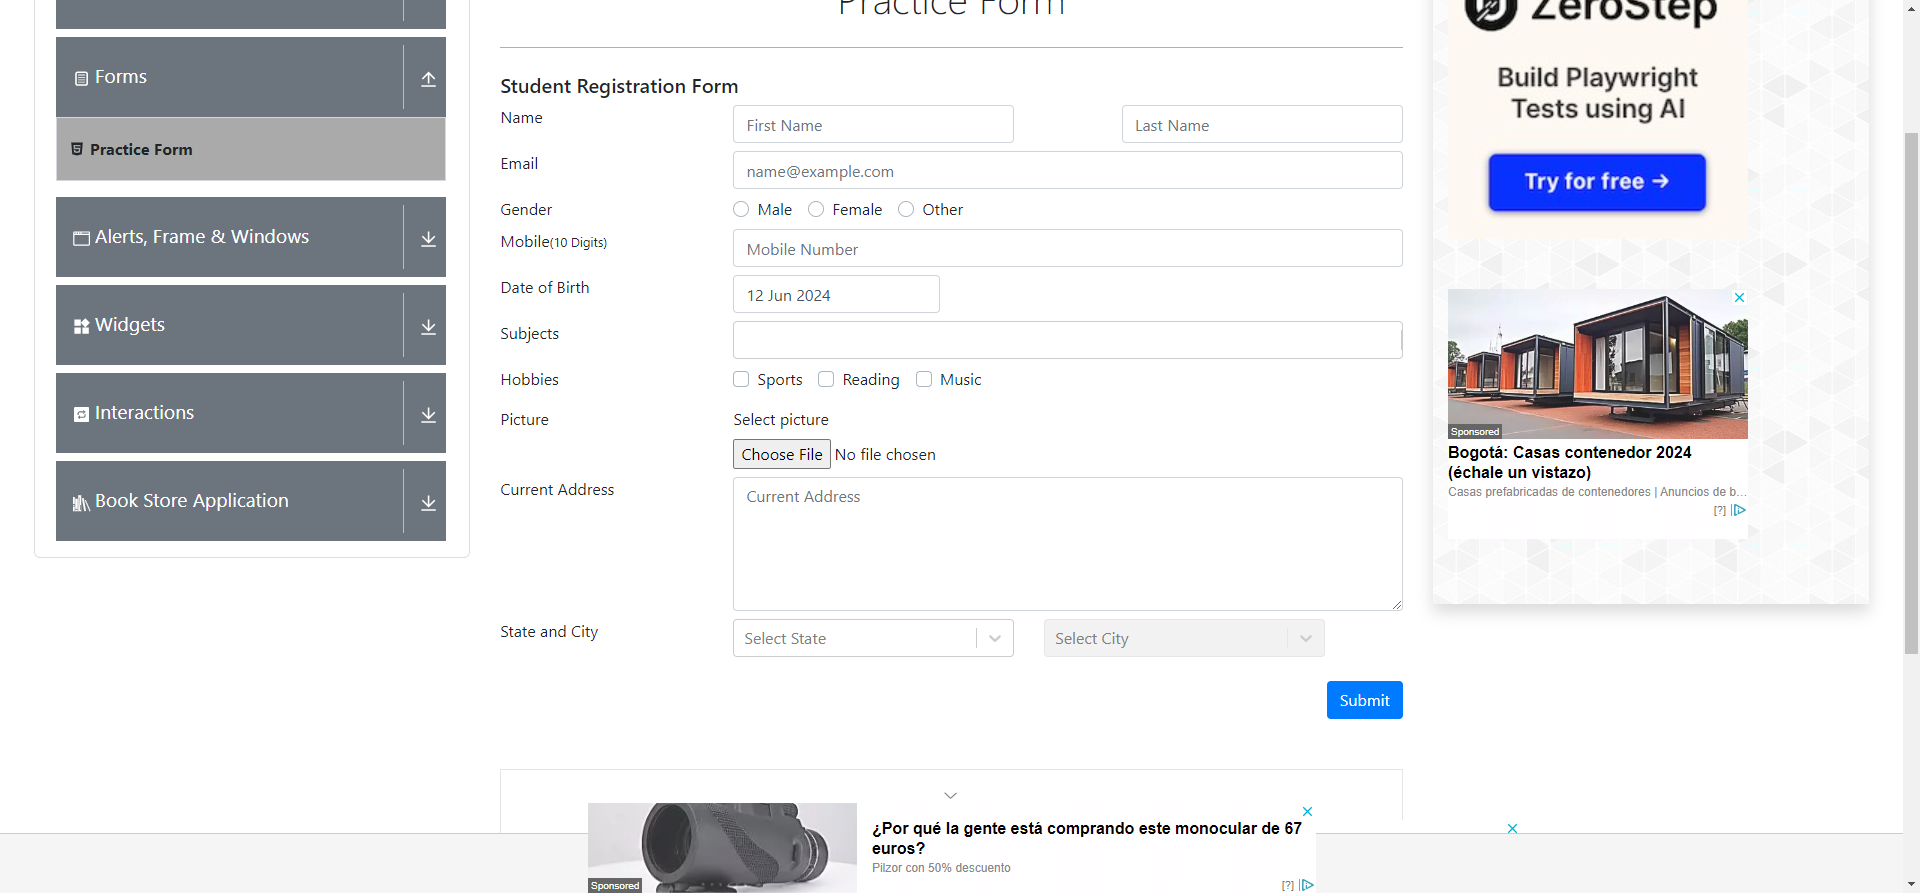 Practice Form
Forms
Practice Form
Alerts, Frame & Windows
Widgets
Interactions
Book Store Application
Student Registration Form
Name
First Name
Last Name
Email
name@example.com
Gender
Male
Female
Other
Mobile(10 Digits)
Mobile Number
Date of Birth
12 Jun 2024
Subjects
Hobbies
Sports
Reading
Music
Picture
Select picture
Choose File No file chosen
Current Address
Current Address
State and City
Select State
Select City
Submit
ZeroStep
Build Playwright
Tests using AI
Try for free →
Sponsored
Bogotá: Casas contenedor 2024
(échale un vistazo)
Casas prefabricadas de contenedores | Anuncios de b...
[?]
¿Por qué la gente está comprando este monocular de 67
euros?
Pilzor con 50% descuento
Sponsored
[?]